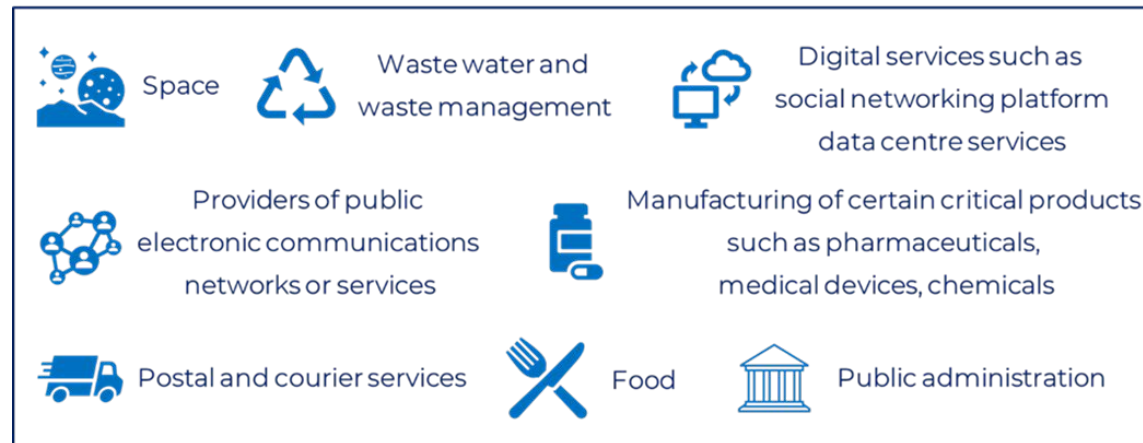 Space
Waste water and
waste management
Digital services such as
social networking platform
data centre services
Providers of public
electronic communications
networks or services
Manufacturing of certain critical products
such as pharmaceuticals,
medical devices, chemicals
Postal and courier services
Food
Public administration